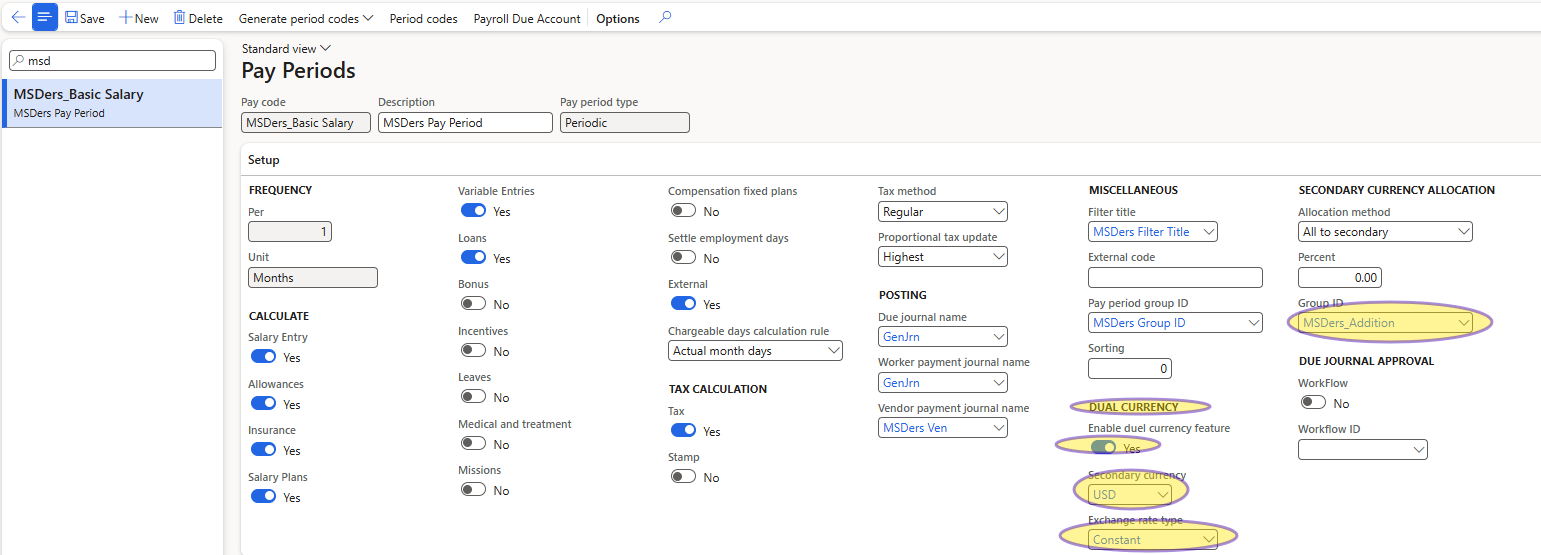 Save New Delete Generate period codes Period codes Payroll Due Account Options
msd
MSDers_Basic Salary
MSDers Pay Period
Standard view
Pay Periods
Pay code Description Pay period type
MSDers_Basic Salary MSDers Pay Period Periodic
Setup
FREQUENCY
Per
1
Unit
Months
CALCULATE
Salary Entry
Yes
Allowances
Yes
Insurance
Yes
Salary Plans
Yes
Variable Entries
Yes
Loans
Yes
Bonus
No
Incentives
No
Leaves
No
Medical and treatment
No
Missions
No
Compensation fixed plans
No
Settle employment days
No
External
Yes
Chargeable days calculation rule
Actual month days
TAX CALCULATION
Tax
Yes
Stamp
No
Tax method
Regular
Proportional tax update
Highest
POSTING
Due journal name
GenJrn
Worker payment journal name
GenJrn
Vendor payment journal name
MSDers Ven
MISCELLANEOUS
Filter title
MSDers Filter Title
External code
Pay period group ID
MSDers Group ID
Sorting
0
DUAL CURRENCY
Enable duel currency feature
Yes
Secondary currency
USD
Exchange rate type
Constant
SECONDARY CURRENCY ALLOCATION
Allocation method
All to secondary
Percent
0.00
Group ID
MSDers_Addition
DUE JOURNAL APPROVAL
WorkFlow
No
Workflow ID